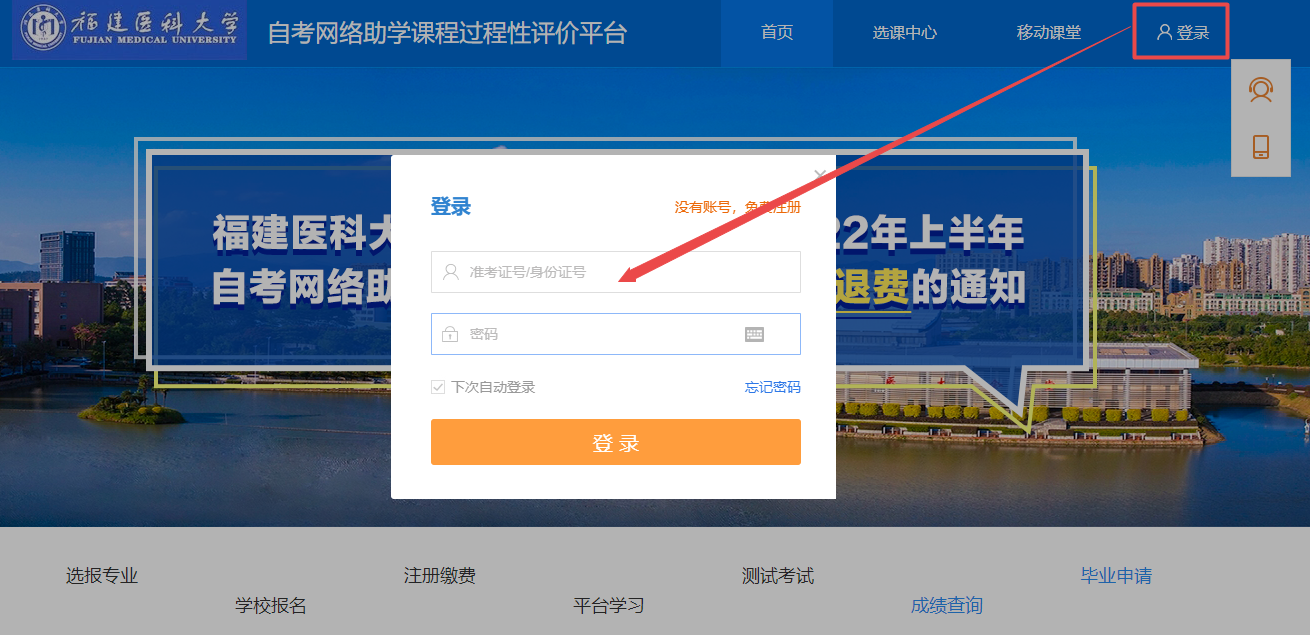 福建医科大学
FUJIAN MEDICAL UNIVERSITY
自考网络助学课程过程性评价平台
首页
选课中心
移动课堂
登录
福建医科大
22年上半年
自考网络助
退费的通知
登录
没有账号，免费注册
准考证号/身份证号
密码
下次自动登录
忘记密码
登 录
选报专业
注册缴费
测试考试
毕业申请
学校报名
平台学习
成绩查询